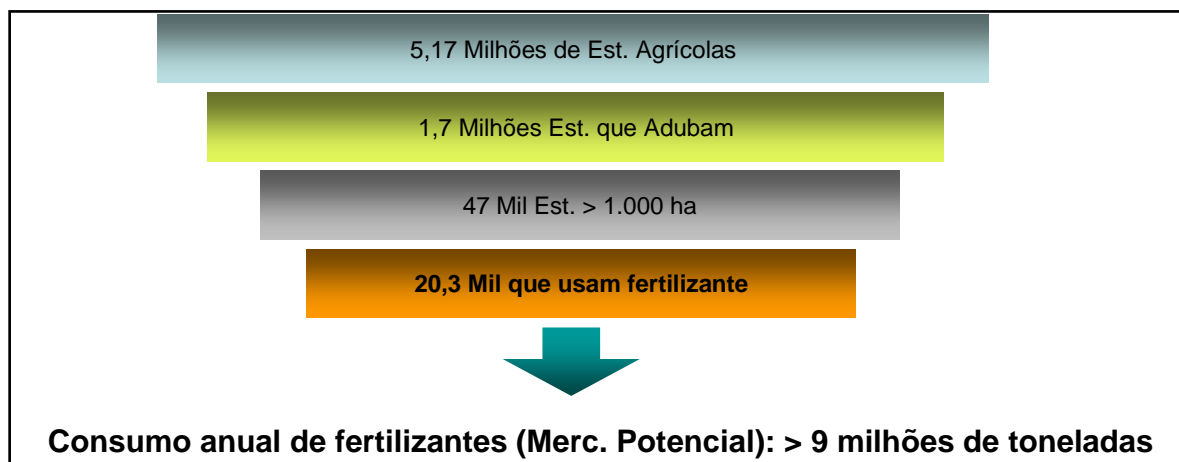 5,17 Milhões de Est. Agrícolas
1,7 Milhões Est. que Adubam
47 Mil Est. > 1.000 ha
20,3 Mil que usam fertilizante
Consumo anual de fertilizantes (Merc. Potencial): > 9 milhões de toneladas